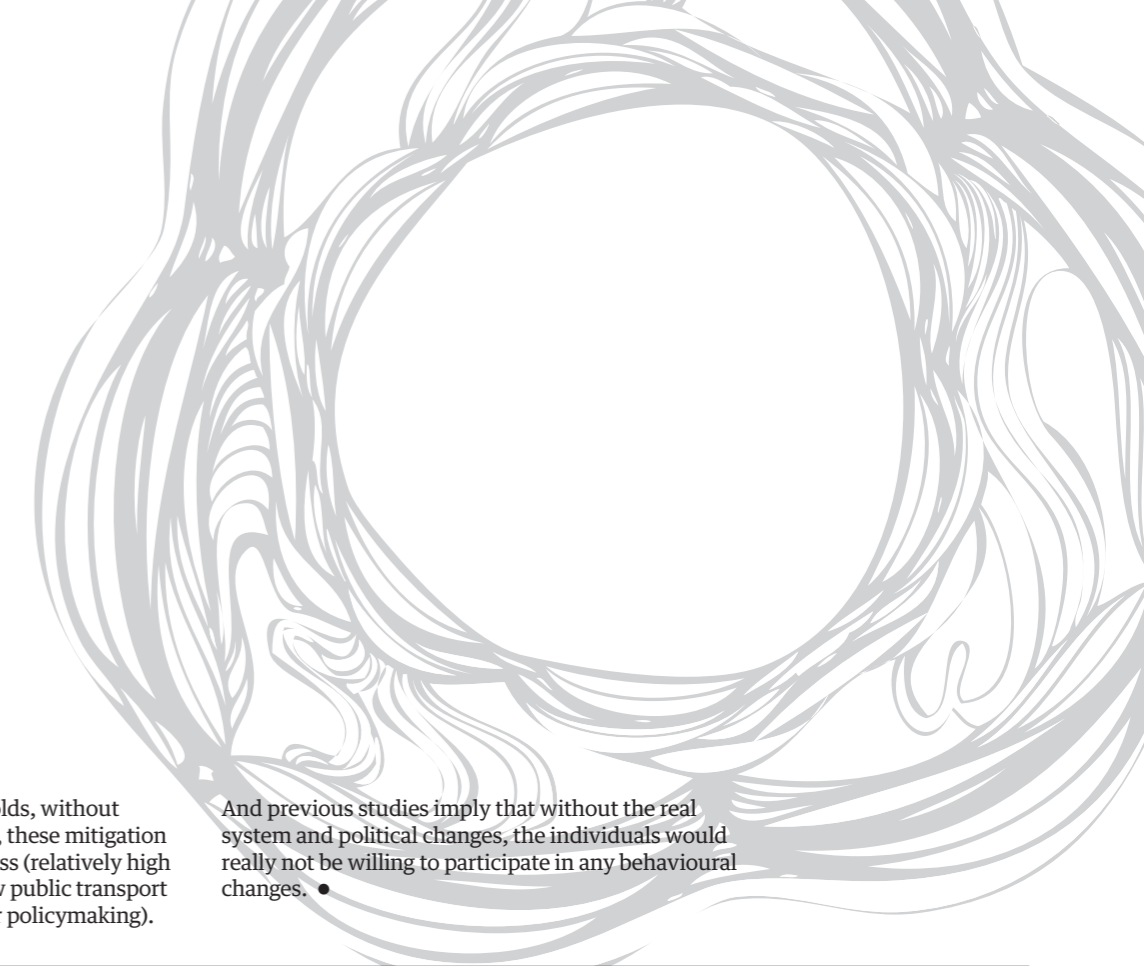 olds, without
, these mitigation
ss (relatively high
public transport
policymaking).
And previous studies imply that without the real
system and political changes, the individuals would
really not be willing to participate in any behavioural
changes. ●